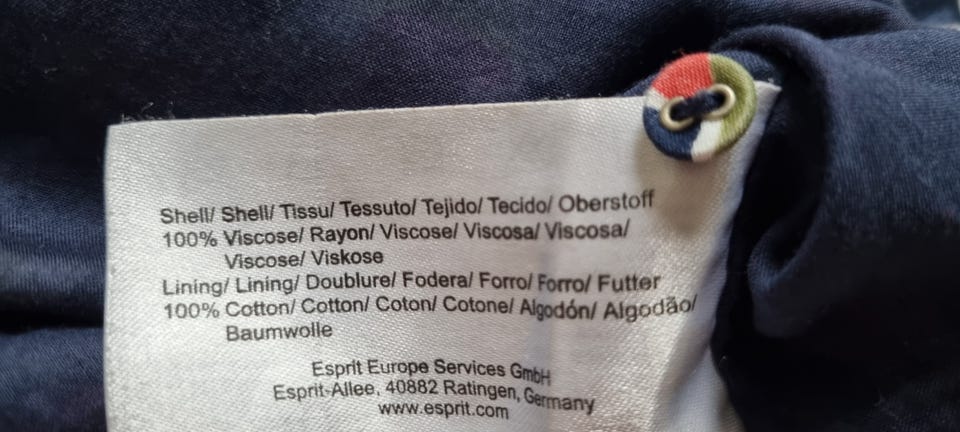 Shell/ Shell/ Tissu/ Tessuto/ Tejido/ Tecido/ Oberstoff
100% Viscose/ Rayon/ Viscose/ Viscosa/ Viscosa/
Viscose/ Viskose
Lining/ Lining/ Doublure/ Fodera/ Forro/ Forro/ Futter
100% Cotton/ Cotton/ Coton/ Cotone/ Algodón/ Algodão/
Baumwolle
Esprit Europe Services GmbH
Esprit-Allee, 40882 Ratingen, Germany
www.esprit.com